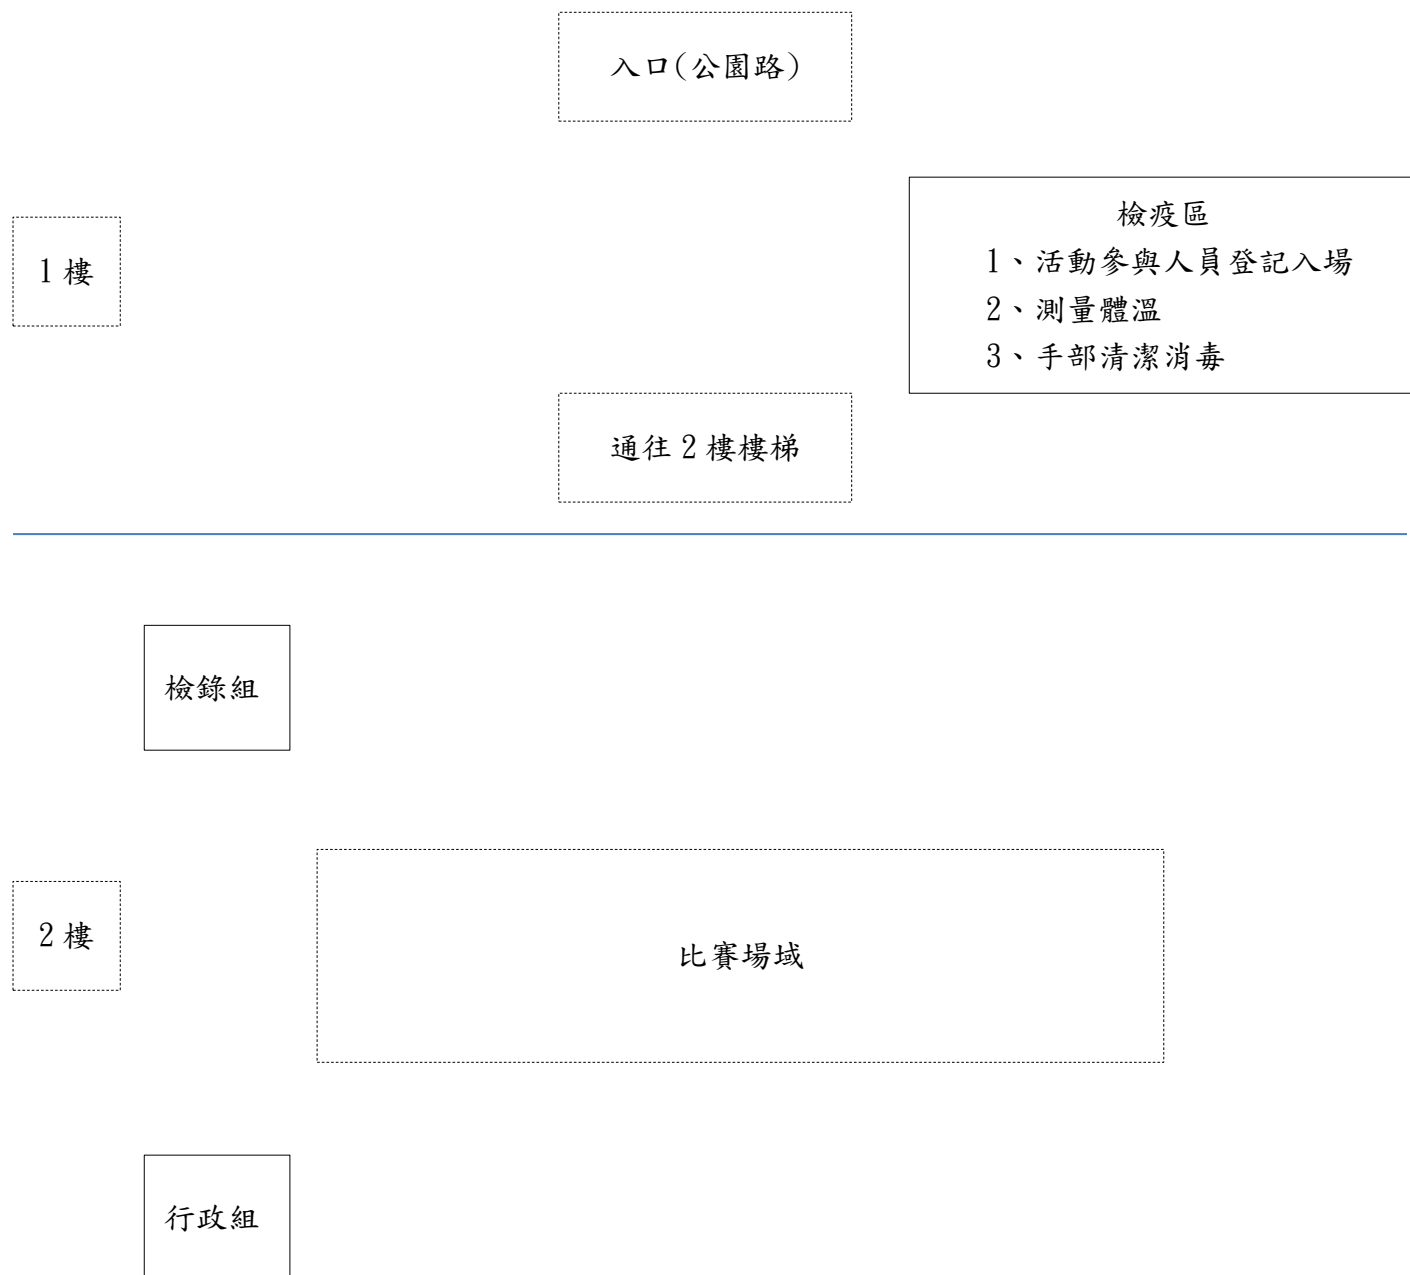 入口(公園路)
檢疫區
1樓
1、活動參與人員登記入場
2、測量體溫
3、手部清潔消毒
通往2樓樓梯
檢錄組
2樓
比賽場域
行政組